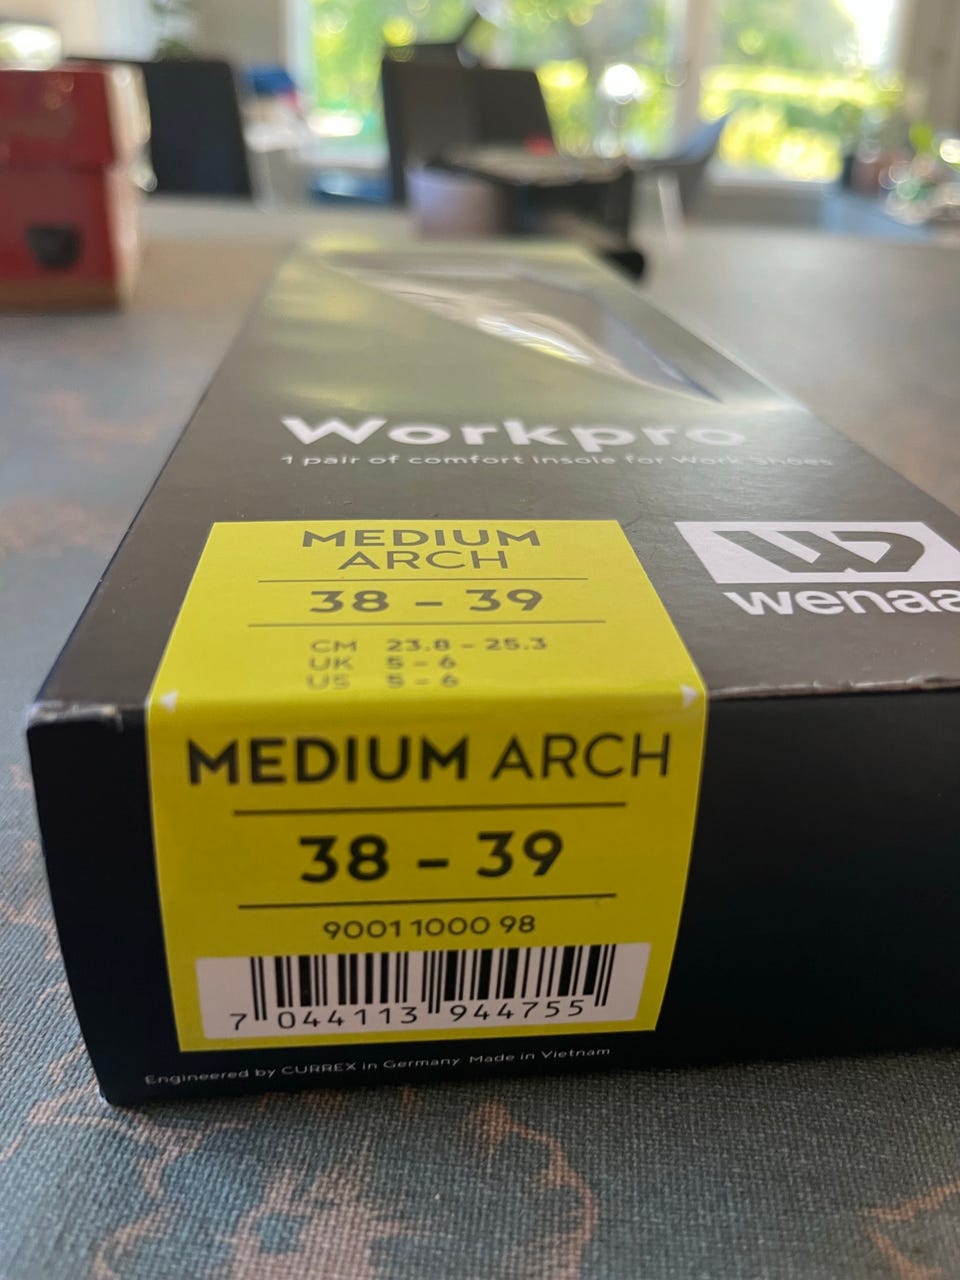 Workpro
1 pair of comfort insole for Work Shoes
MEDIUM
ARCH
38 - 39
CM 23.8 - 25.3
UK 5 - 6
US 5 - 6
wenaa
MEDIUM ARCH
38 - 39
9001 1000 98
7 044113 944755
Engineered by CURREX in Germany. Made in Vietnam